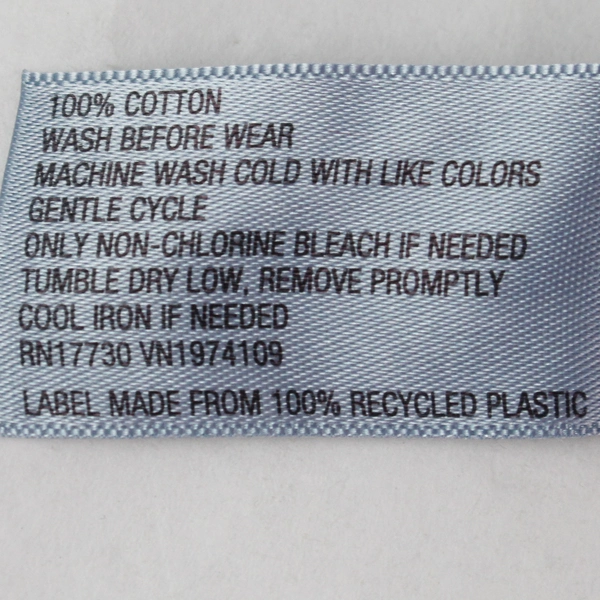 100% COTTON
WASH BEFORE WEAR
MACHINE WASH COLD WITH LIKE COLORS
GENTLE CYCLE
ONLY NON-CHLORINE BLEACH IF NEEDED
TUMBLE DRY LOW, REMOVE PROMPTLY
COOL IRON IF NEEDED
RN17730 VN1974109
LABEL MADE FROM 100% RECYCLED PLASTIC